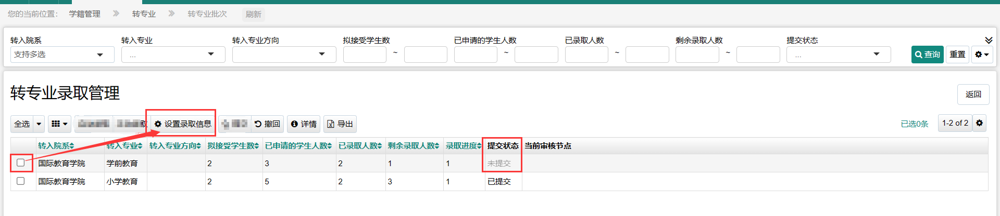 您的当前位置： 学籍管理 转专业 转专业批次 刷新
转入院系 转入专业 转入专业方向 拟接受学生数 已申请的学生人数 已录取人数 剩余录取人数 提交状态
支持多选 ... ~ ~ ~ ~ ... 查询 重置
转专业录取管理 返回
全选 取 设置录取信息 撤回 详情 导出 已选0条 1-2 of 2
转入院系 转入专业 转入专业方向 拟接受学生数 已申请的学生人数 已录取人数 剩余录取人数 录取进度 提交状态 当前审核节点
国际教育学院 学前教育 2 3 2 1 1 未提交
国际教育学院 小学教育 2 5 2 3 1 已提交